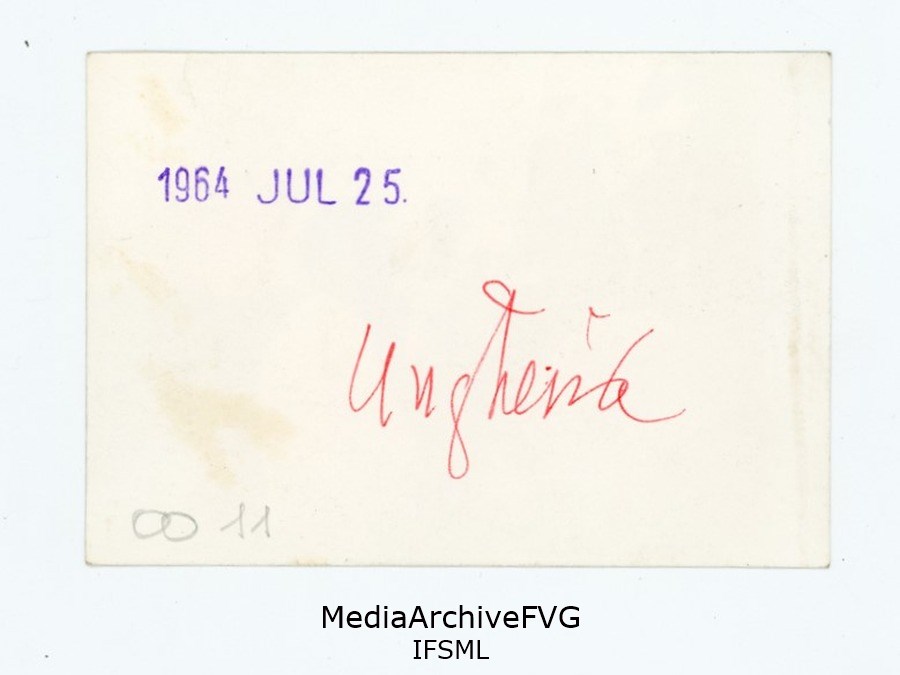 1964 JUL 25.
Ungheria
00 11
MediaArchiveFVG
IFSML